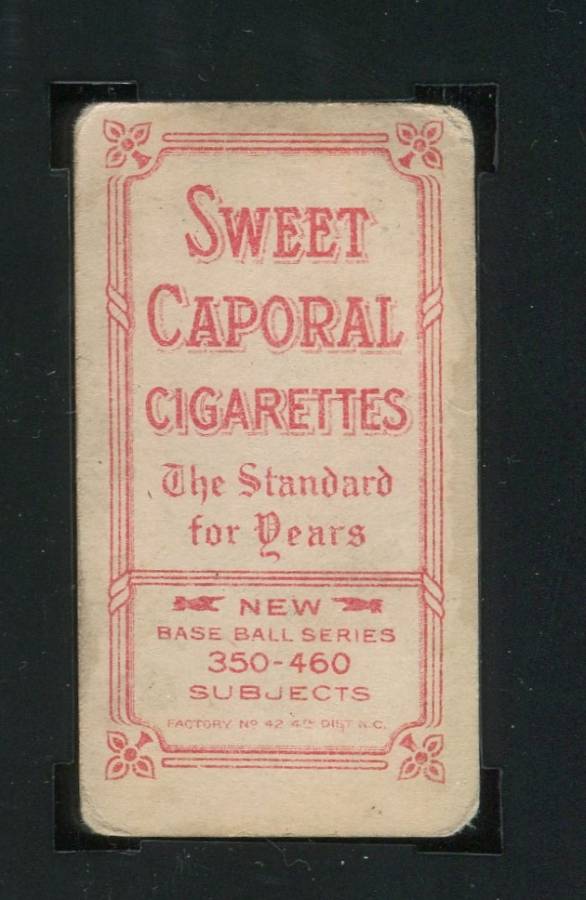 SWEET
CAPORAL
CIGARETTES
The Standard
for Years
NEW
BASE BALL SERIES
350-460
SUBJECTS
FACTORY Nº 42 4TH DIST N.C.